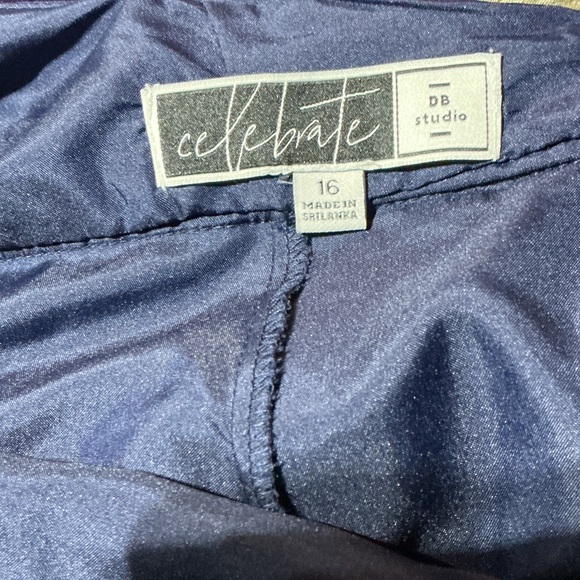 celebrate
DB
studio
16
MADE IN
SRI LANKA